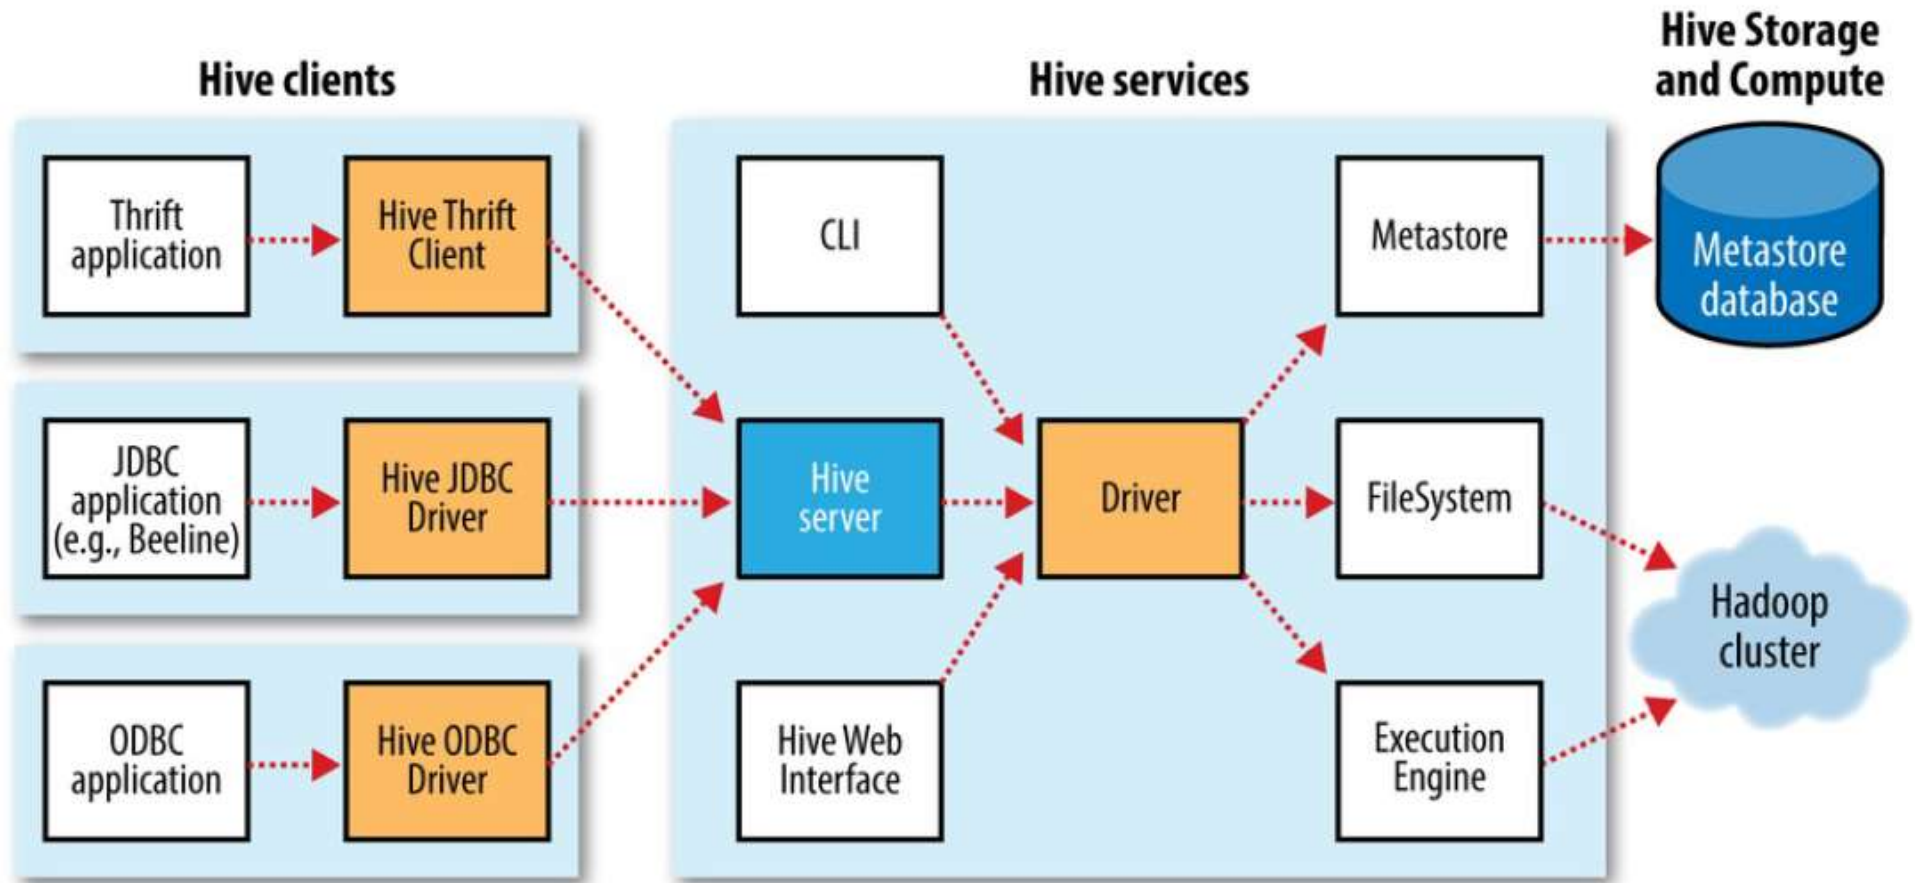 Hive clients
Hive services
Hive Storage
and Compute
Thrift
application
Hive Thrift
Client
CLI
Metastore
Metastore
database
JDBC
application
(e.g., Beeline)
Hive JDBC
Driver
Hive
server
Driver
FileSystem
Hadoop
cluster
ODBC
application
Hive ODBC
Driver
Hive Web
Interface
Execution
Engine